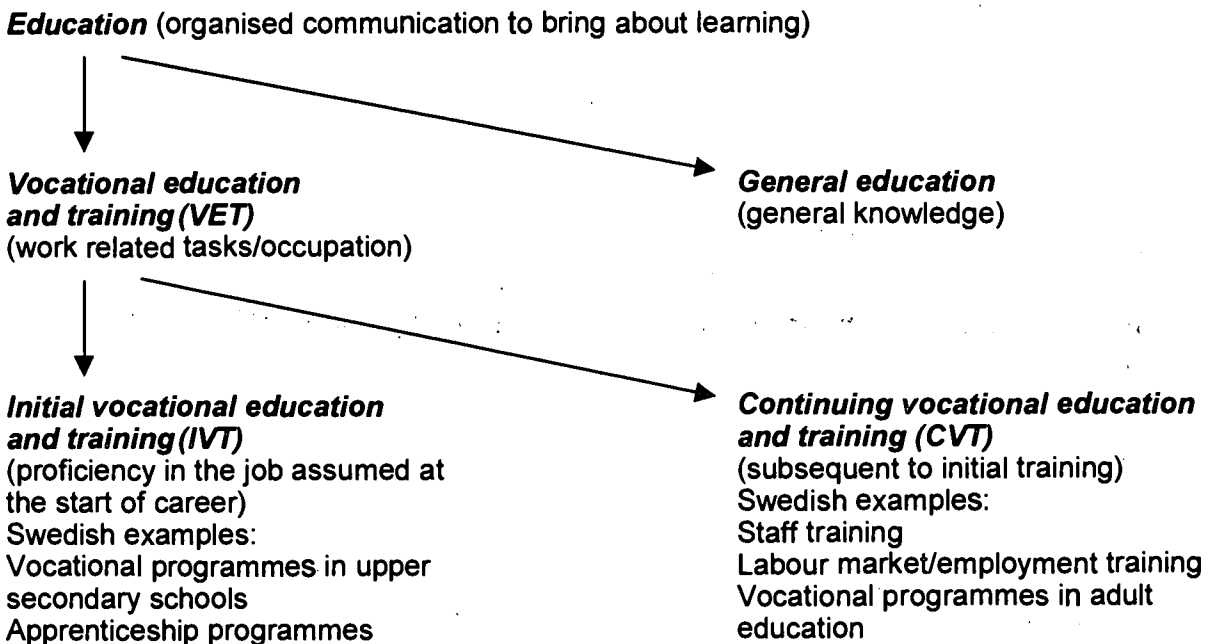 Education (organised communication to bring about learning)
Vocational education
and training (VET)
(work related tasks/occupation)
General education
(general knowledge)
Initial vocational education
and training (IVT)
(proficiency in the job assumed at
the start of career)
Swedish examples:
Vocational programmes in upper
secondary schools
Apprenticeship programmes
Continuing vocational education
and training (CVT)
(subsequent to initial training)
Swedish examples:
Staff training
Labour market/employment training
Vocational programmes in adult
education